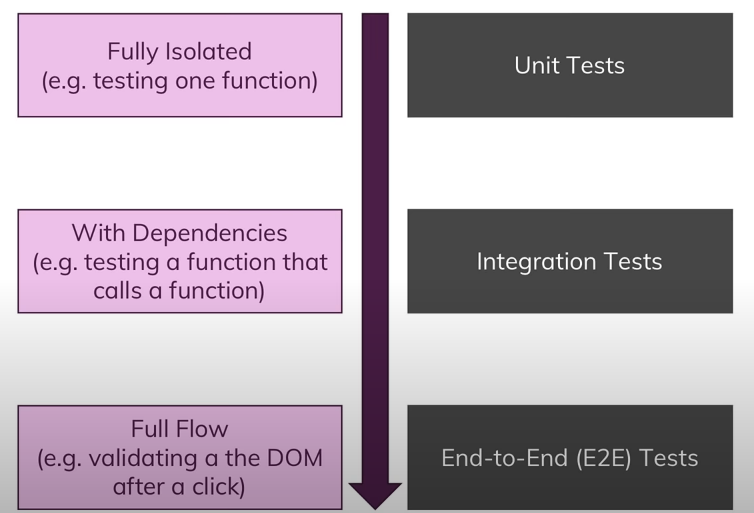 Fully Isolated
(e.g. testing one function)
Unit Tests
With Dependencies
(e.g. testing a function that
calls a function)
Integration Tests
Full Flow
(e.g. validating a the DOM
after a click)
End-to-End (E2E) Tests